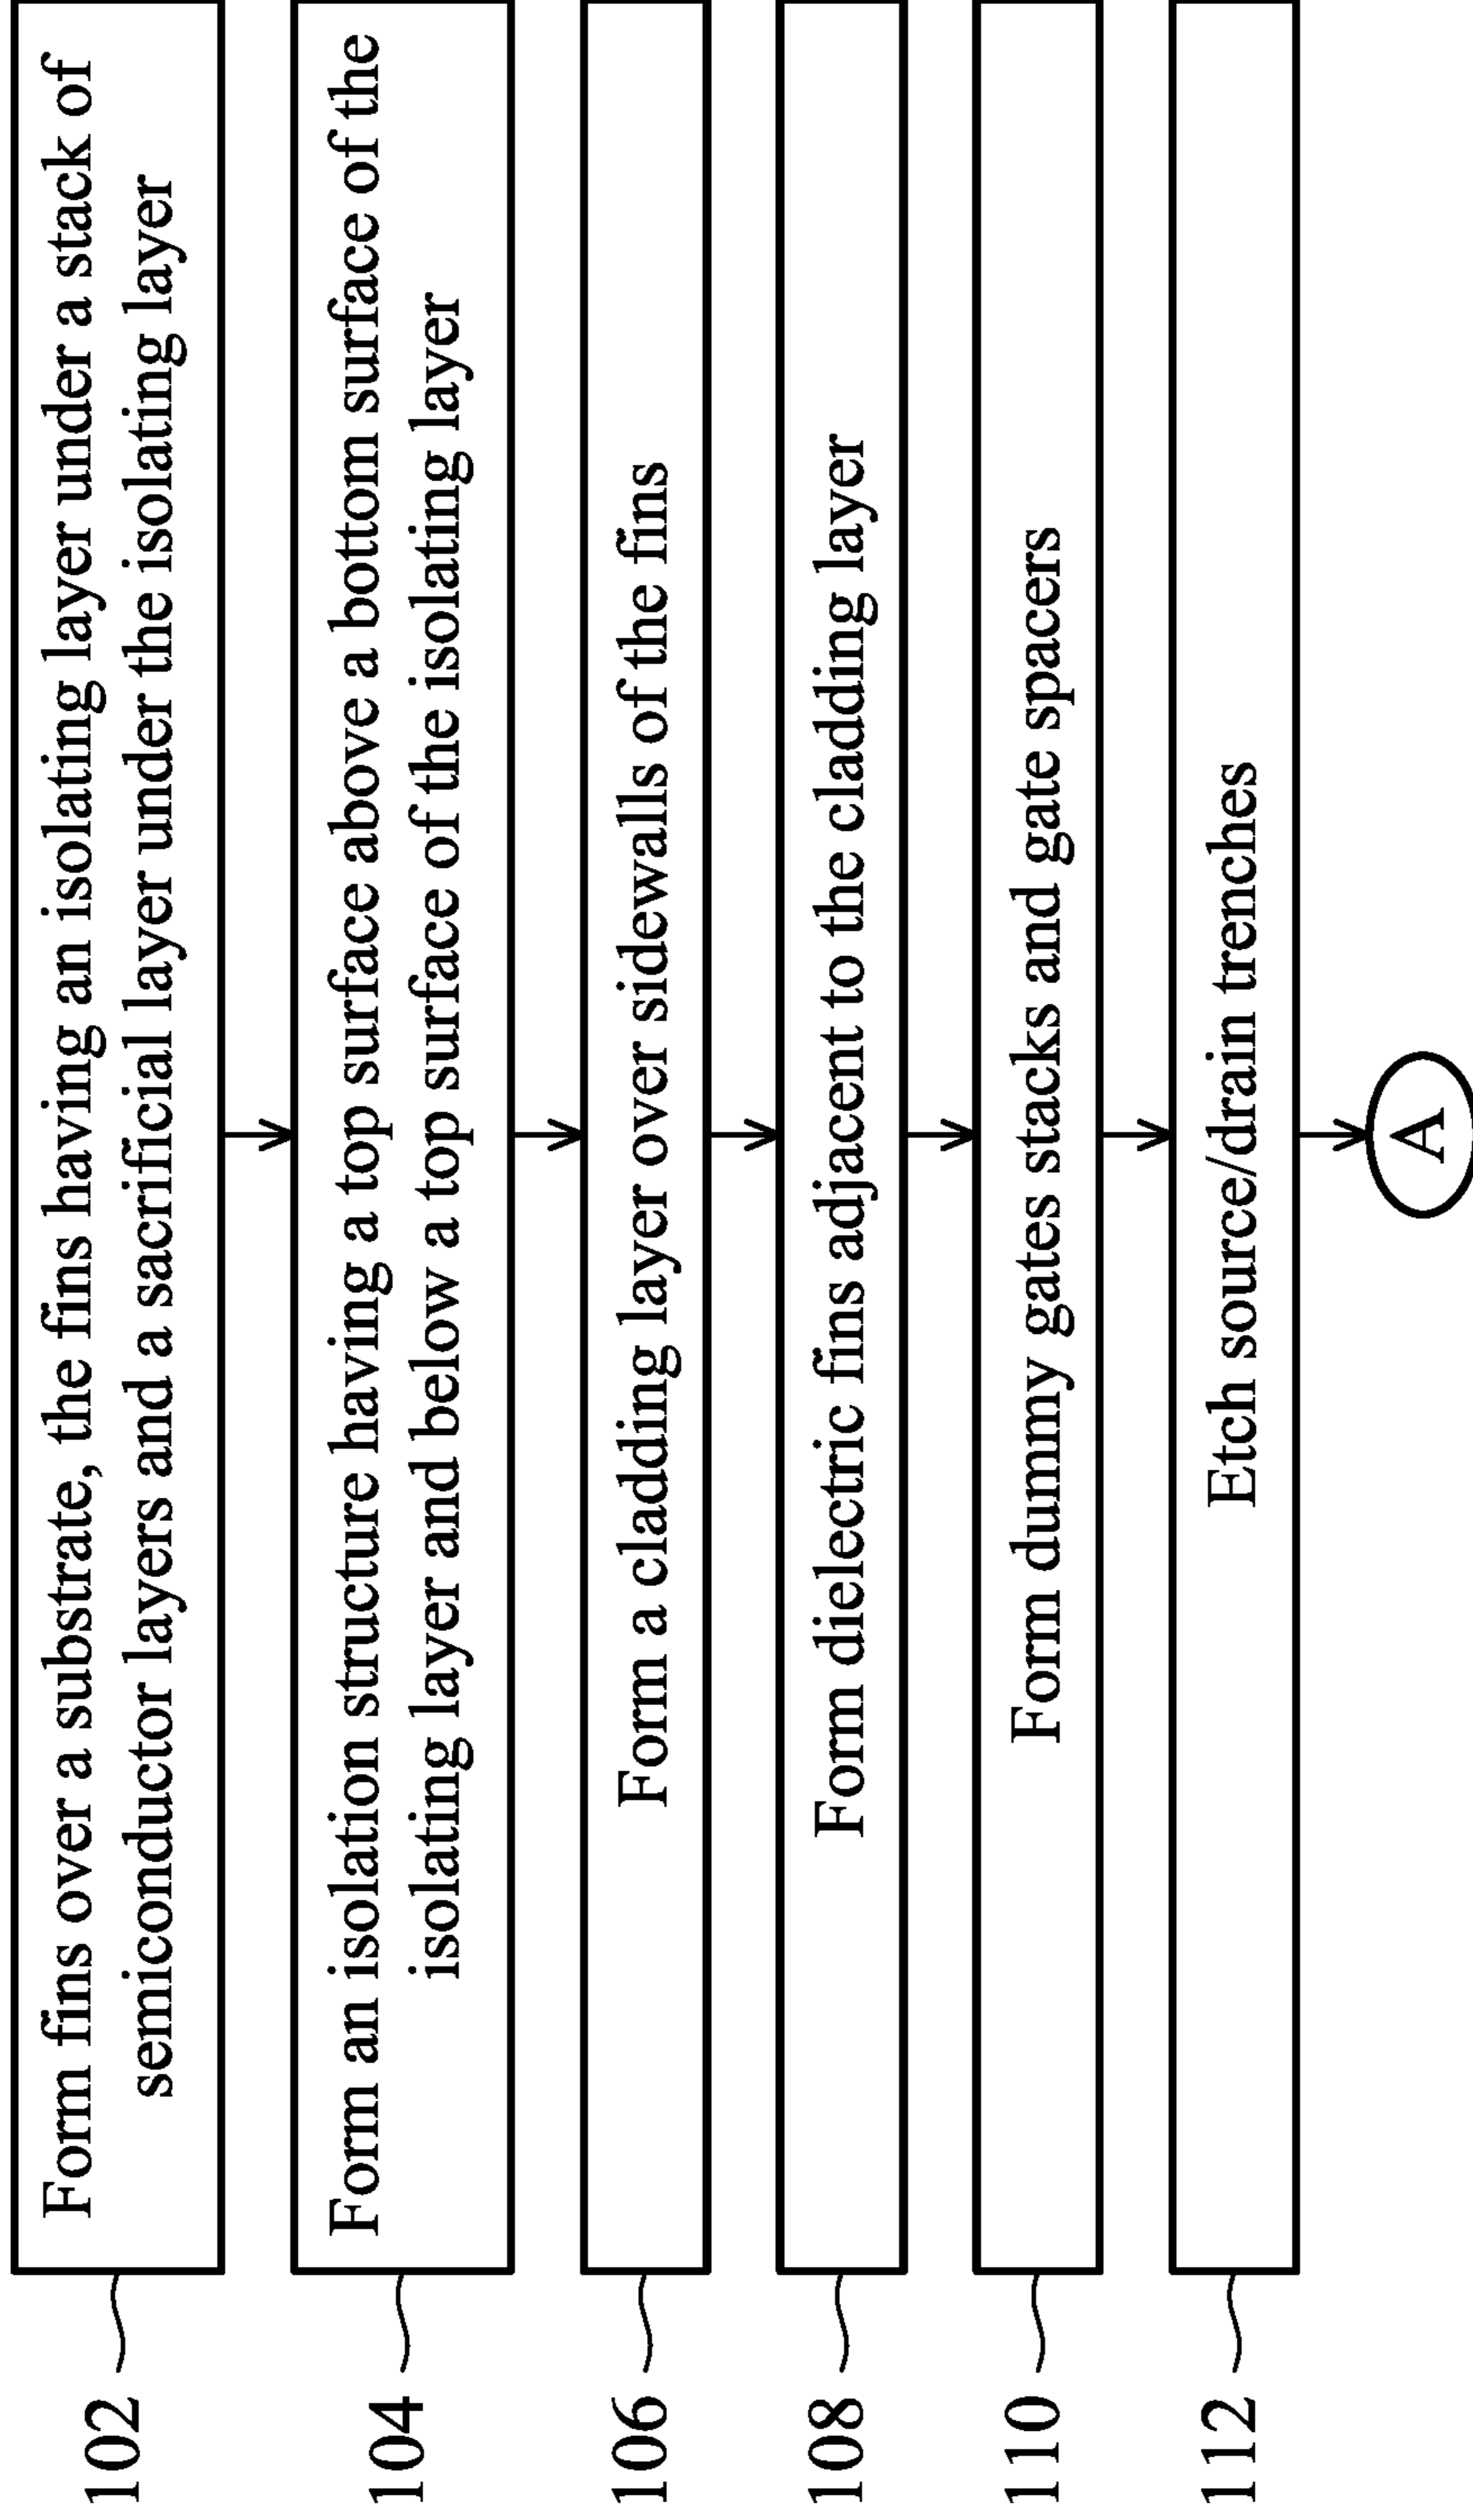 102
Form fins over a substrate, the fins having an isolating layer under a stack of
semiconductor layers and a sacrificial layer under the isolating layer
104
Form an isolation structure having a top surface above a bottom surface of the
isolating layer and below a top surface of the isolating layer
106
Form a cladding layer over sidewalls of the fins
108
Form dielectric fins adjacent to the cladding layer
110
Form dummy gates stacks and gate spacers
112
Etch source/drain trenches
A